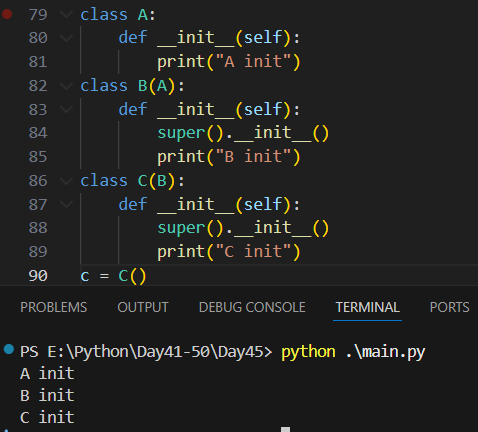 79 class A:
80     def __init__(self):
81         print("A init")
82 class B(A):
83     def __init__(self):
84         super().__init__()
85         print("B init")
86 class C(B):
87     def __init__(self):
88         super().__init__()
89         print("C init")
90 c = C()
PROBLEMS OUTPUT DEBUG CONSOLE TERMINAL PORTS
PS E:\Python\Day41-50\Day45> python .\main.py
A init
B init
C init